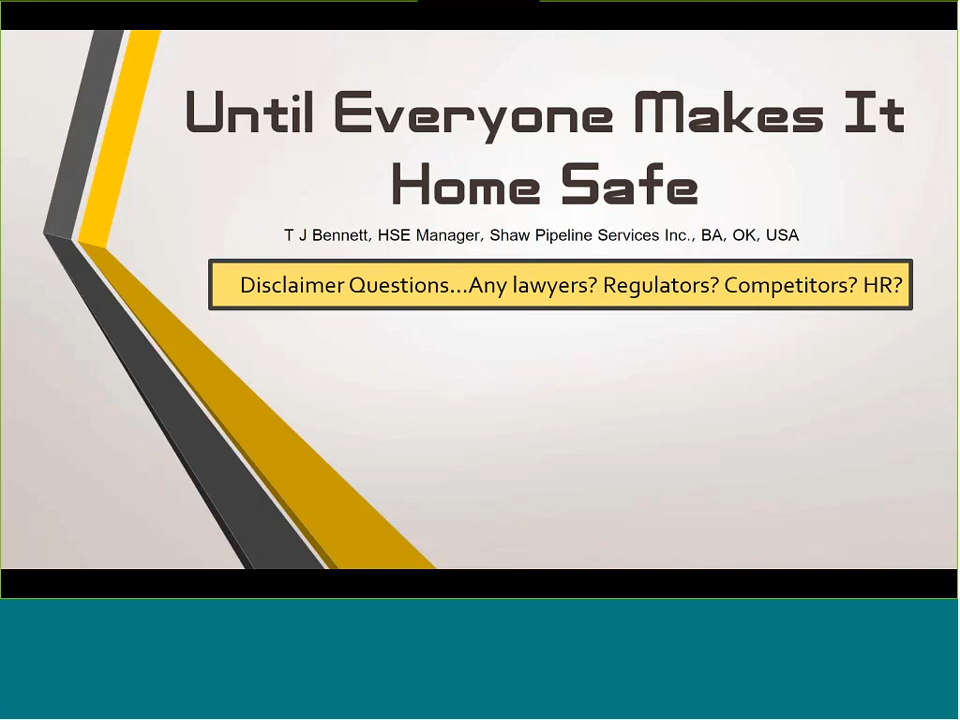 Until Everyone Makes It
Home Safe
T J Bennett, HSE Manager, Shaw Pipeline Services Inc., BA, OK, USA
Disclaimer Questions...Any lawyers? Regulators? Competitors? HR?